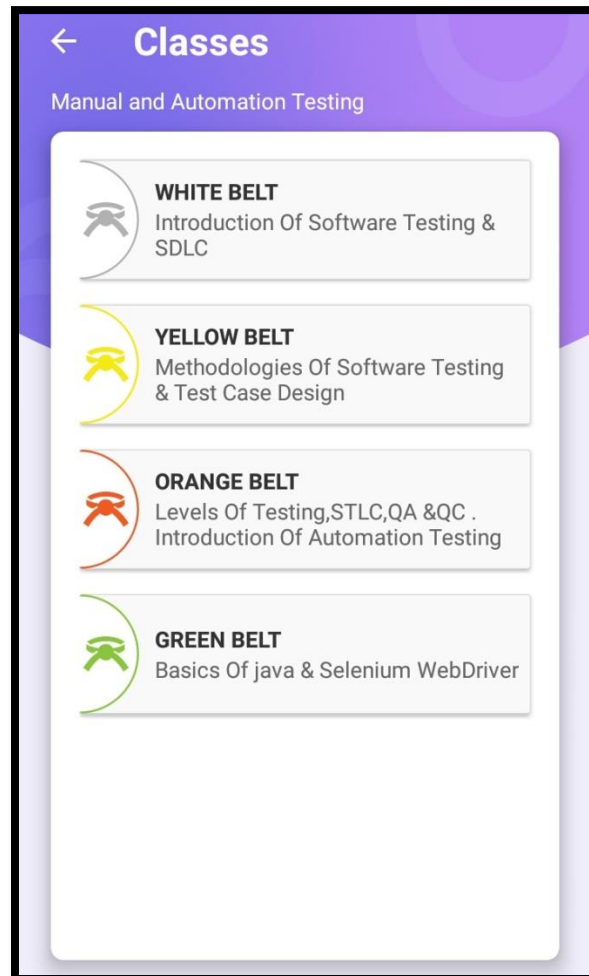 Classes
Manual and Automation Testing
WHITE BELT
Introduction Of Software Testing &
SDLC
YELLOW BELT
Methodologies Of Software Testing
& Test Case Design
ORANGE BELT
Levels Of Testing,STLC,QA &QC .
Introduction Of Automation Testing
GREEN BELT
Basics Of java & Selenium WebDriver